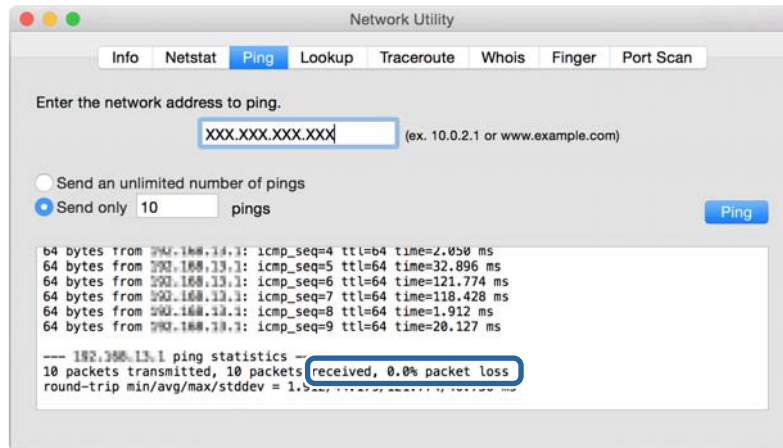 Network Utility
Info Netstat Ping Lookup Traceroute Whois Finger Port Scan
Enter the network address to ping.
XXX.XXX.XXX.XXX (ex. 10.0.2.1 or www.example.com)
Send an unlimited number of pings
Send only 10 pings
Ping
64 bytes from : icmp_seq=4 ttl=64 time=2.050 ms
64 bytes from : icmp_seq=5 ttl=64 time=32.896 ms
64 bytes from : icmp_seq=6 ttl=64 time=121.774 ms
64 bytes from : icmp_seq=7 ttl=64 time=118.428 ms
64 bytes from : icmp_seq=8 ttl=64 time=1.912 ms
64 bytes from : icmp_seq=9 ttl=64 time=20.127 ms
--- ping statistics --
10 packets transmitted, 10 packets received, 0.0% packet loss
round-trip min/avg/max/stddev = ms